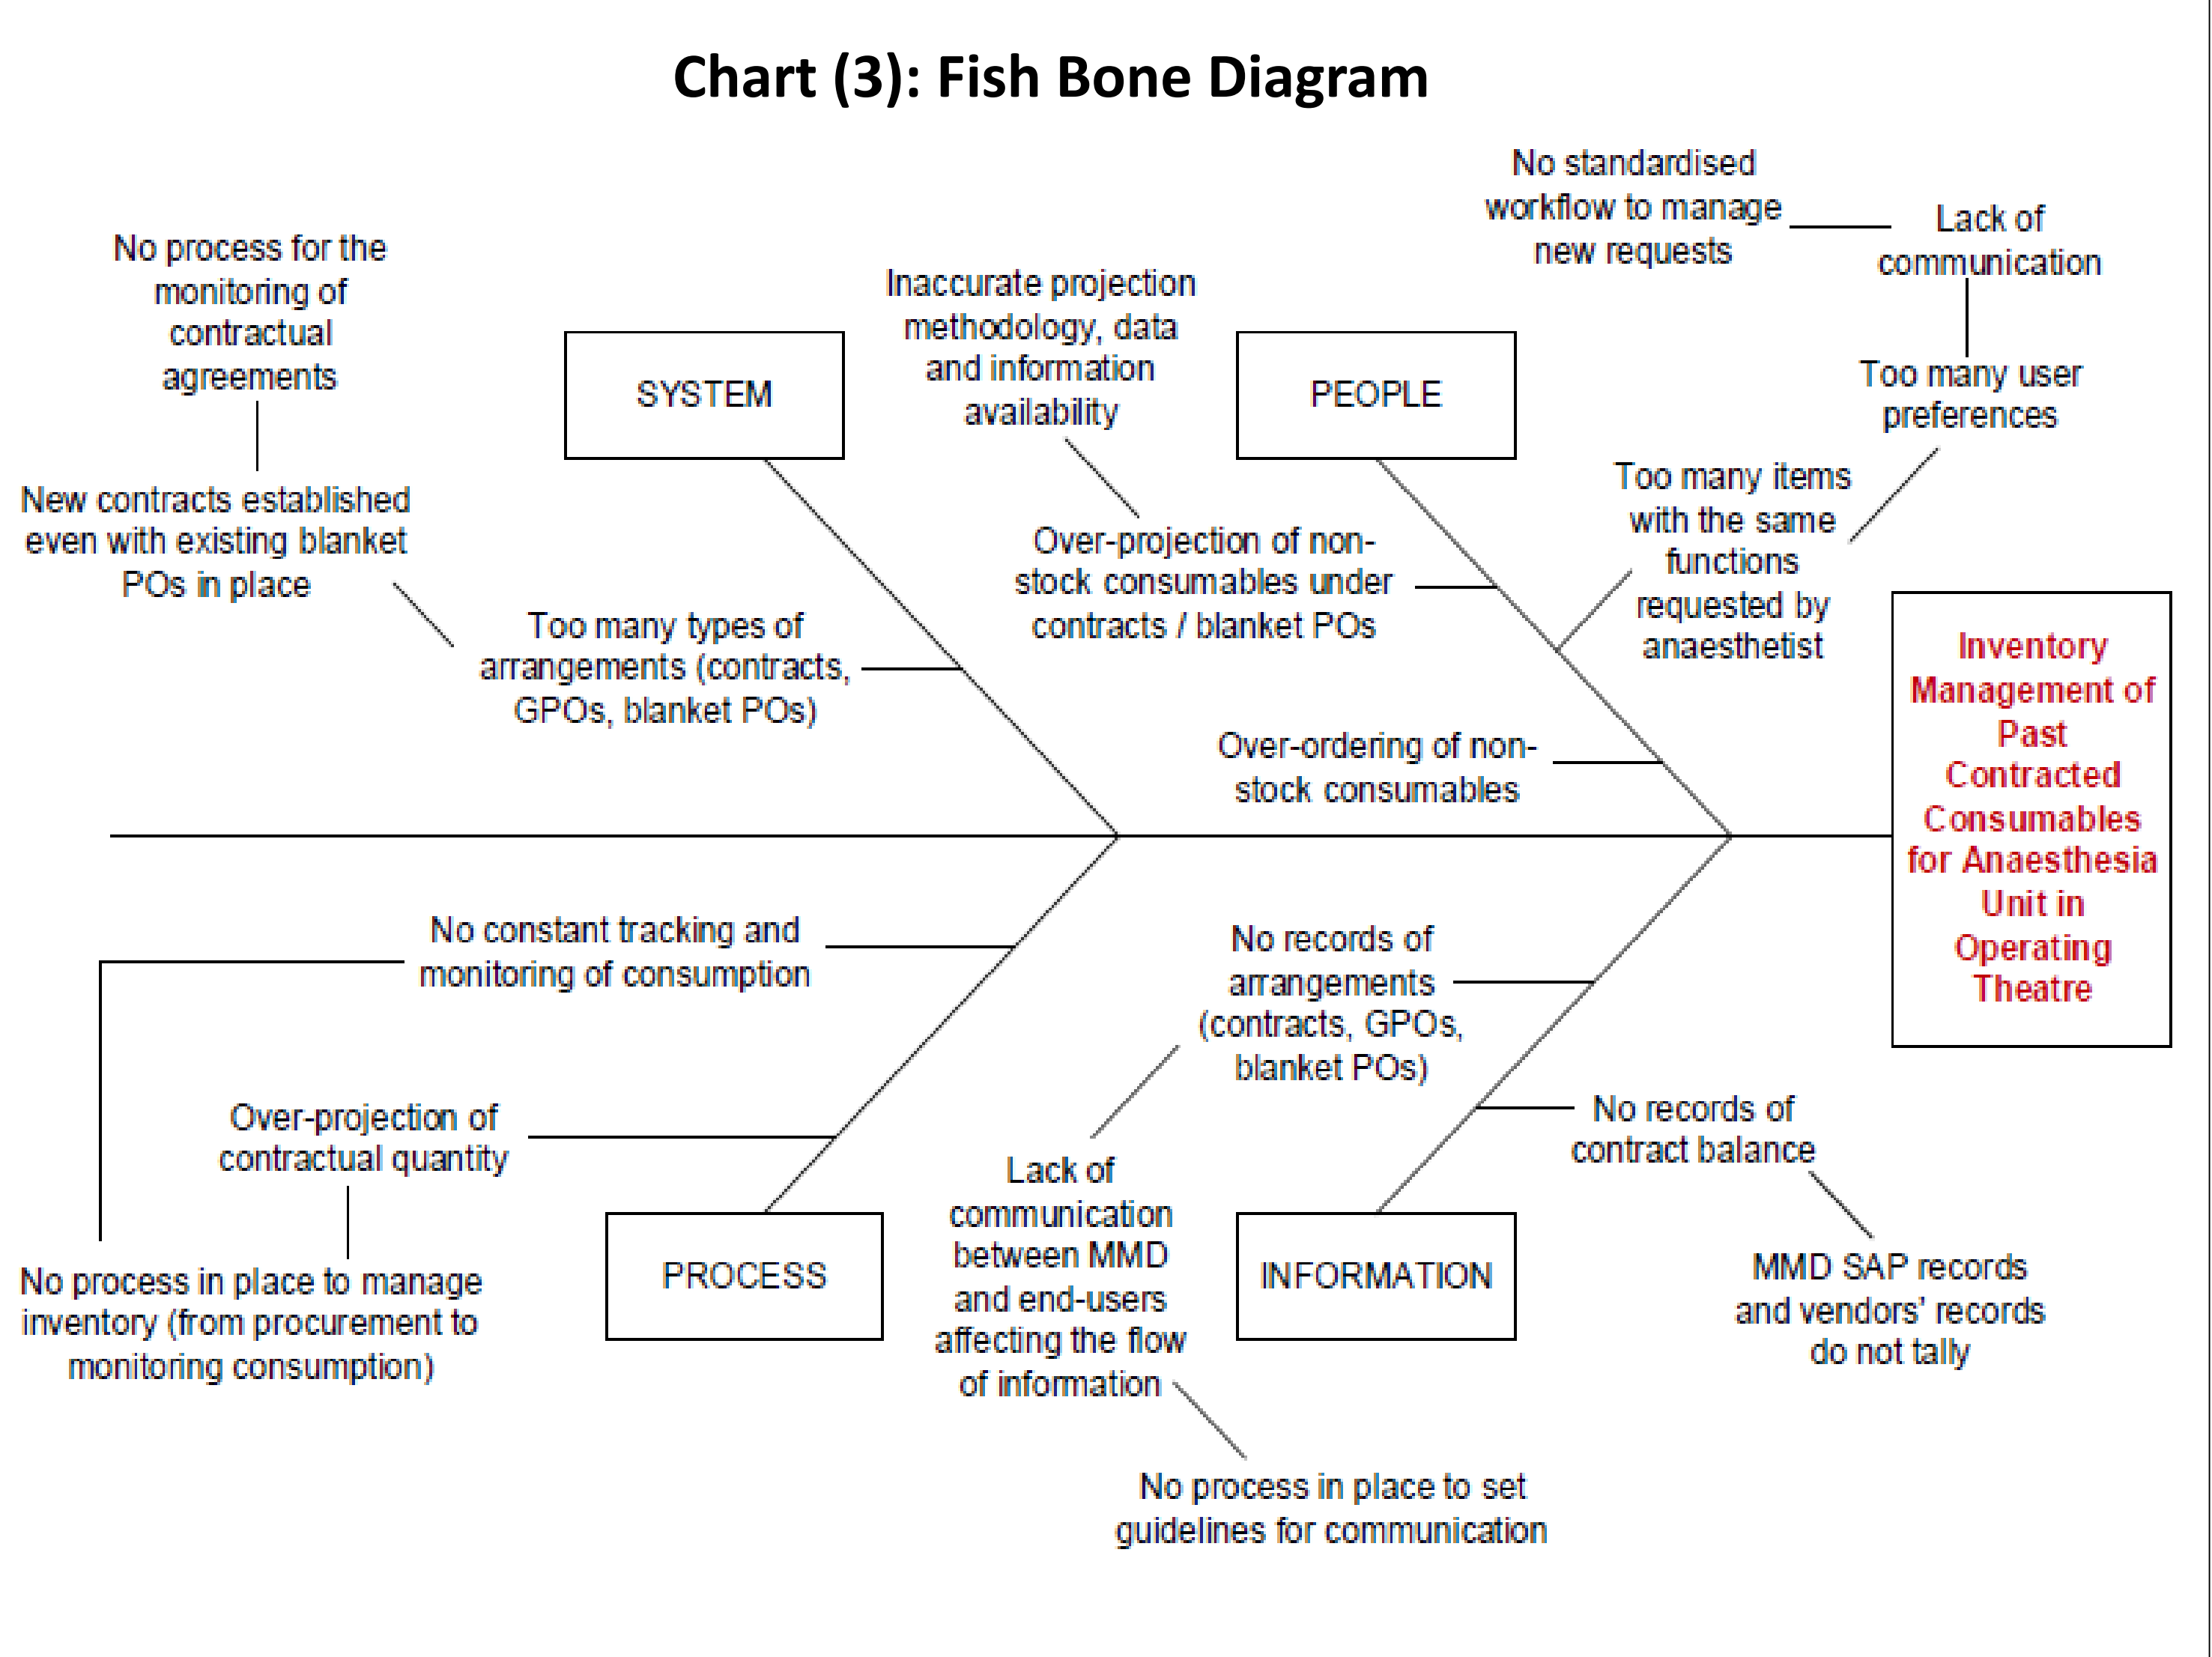 Chart (3): Fish Bone Diagram
No standardised
workflow to manage
new requests
Lack of
communication
Too many user
preferences
No process for the
monitoring of
contractual
agreements
New contracts established
even with existing blanket
POs in place
SYSTEM
Too many types of
arrangements (contracts,
GPOs, blanket POs)
Inaccurate projection
methodology, data
and information
availability
PEOPLE
Over-projection of non-
stock consumables under
contracts / blanket POs
Too many items
with the same
functions
requested by
anaesthetist
Over-ordering of non-
stock consumables
Inventory
Management of
Past
Contracted
Consumables
for Anaesthesia
Unit in
Operating
Theatre
No constant tracking and
monitoring of consumption
Over-projection of
contractual quantity
No process in place to manage
inventory (from procurement to
monitoring consumption)
PROCESS
No records of
arrangements
(contracts, GPOs,
blanket POs)
Lack of
communication
between MMD
and end-users
affecting the flow
of information
INFORMATION
No records of
contract balance
MMD SAP records
and vendors' records
do not tally
No process in place to set
guidelines for communication